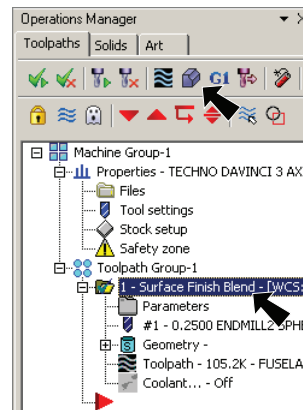 Operations Manager
Toolpaths Solids Art
G1
Machine Group-1
Properties - TECHNO DAVINCI 3 AX
Files
Tool settings
Stock setup
Safety zone
Toolpath Group-1
1 - Surface Finish Blend - [WCS:
Parameters
#1 - 0.2500 ENDMILL2 SPHE
Geometry -
Toolpath - 105.2K - FUSELA
Coolant... - Off